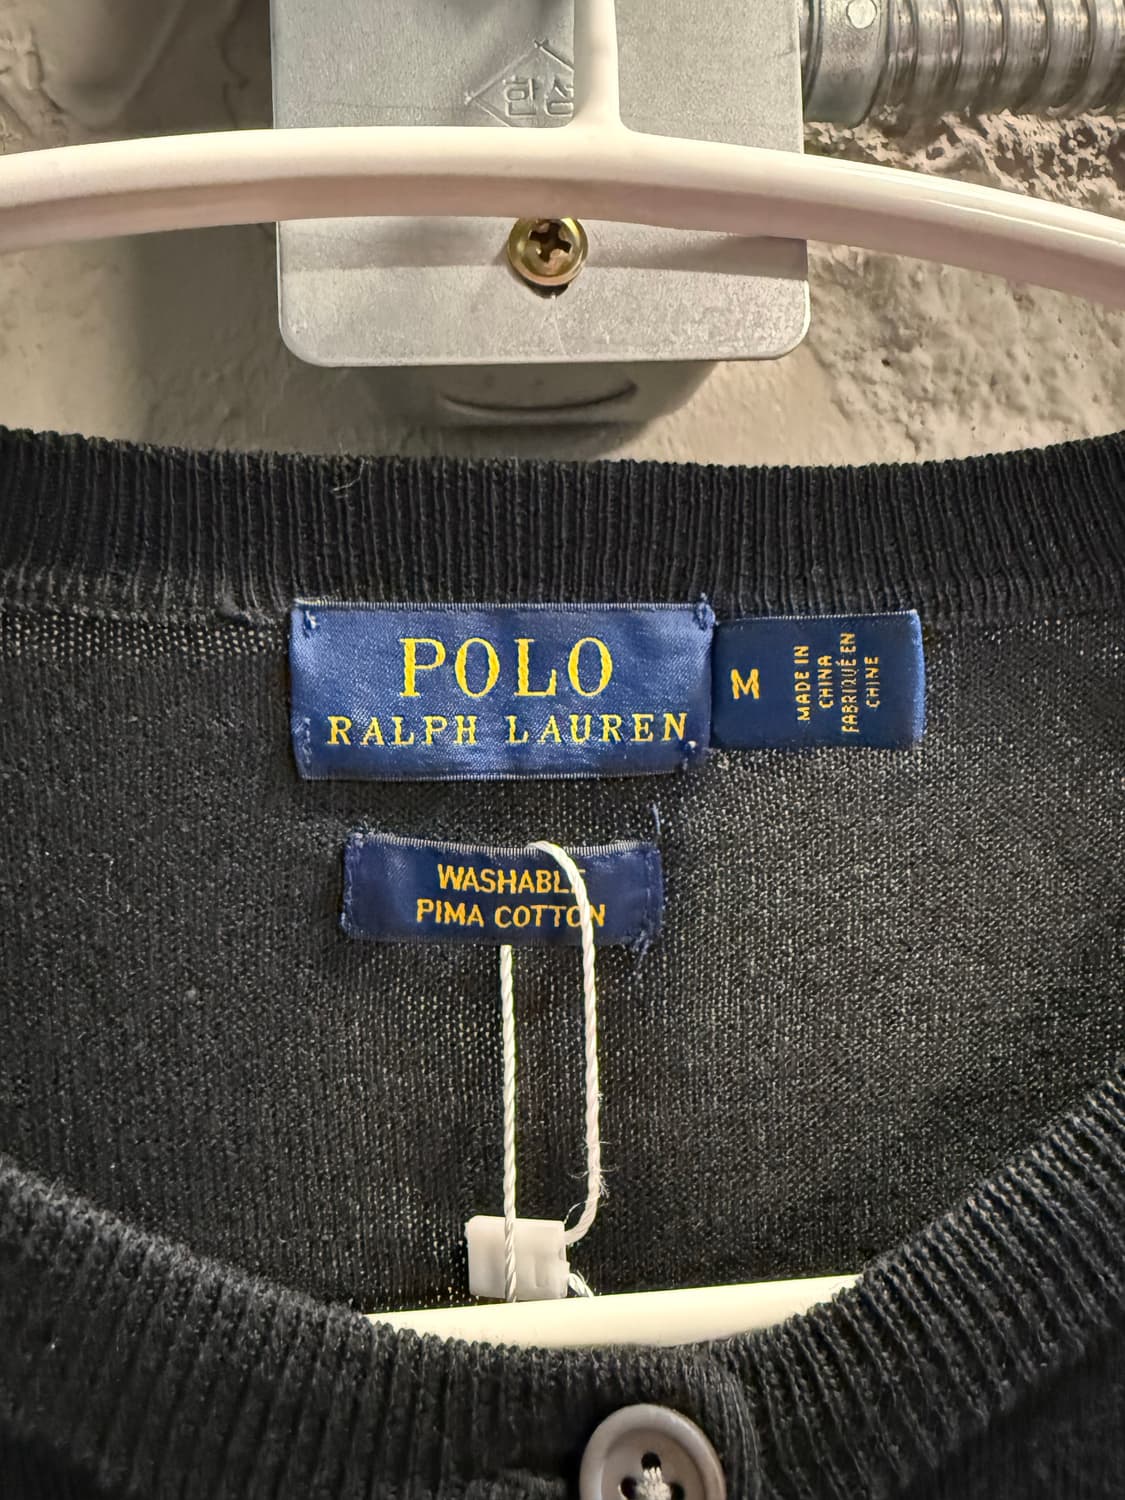 한성
POLO
RALPH LAUREN
M
MADE IN
CHINA
FABRIQUÉ EN
CHINE
WASHABLE
PIMA COTTON